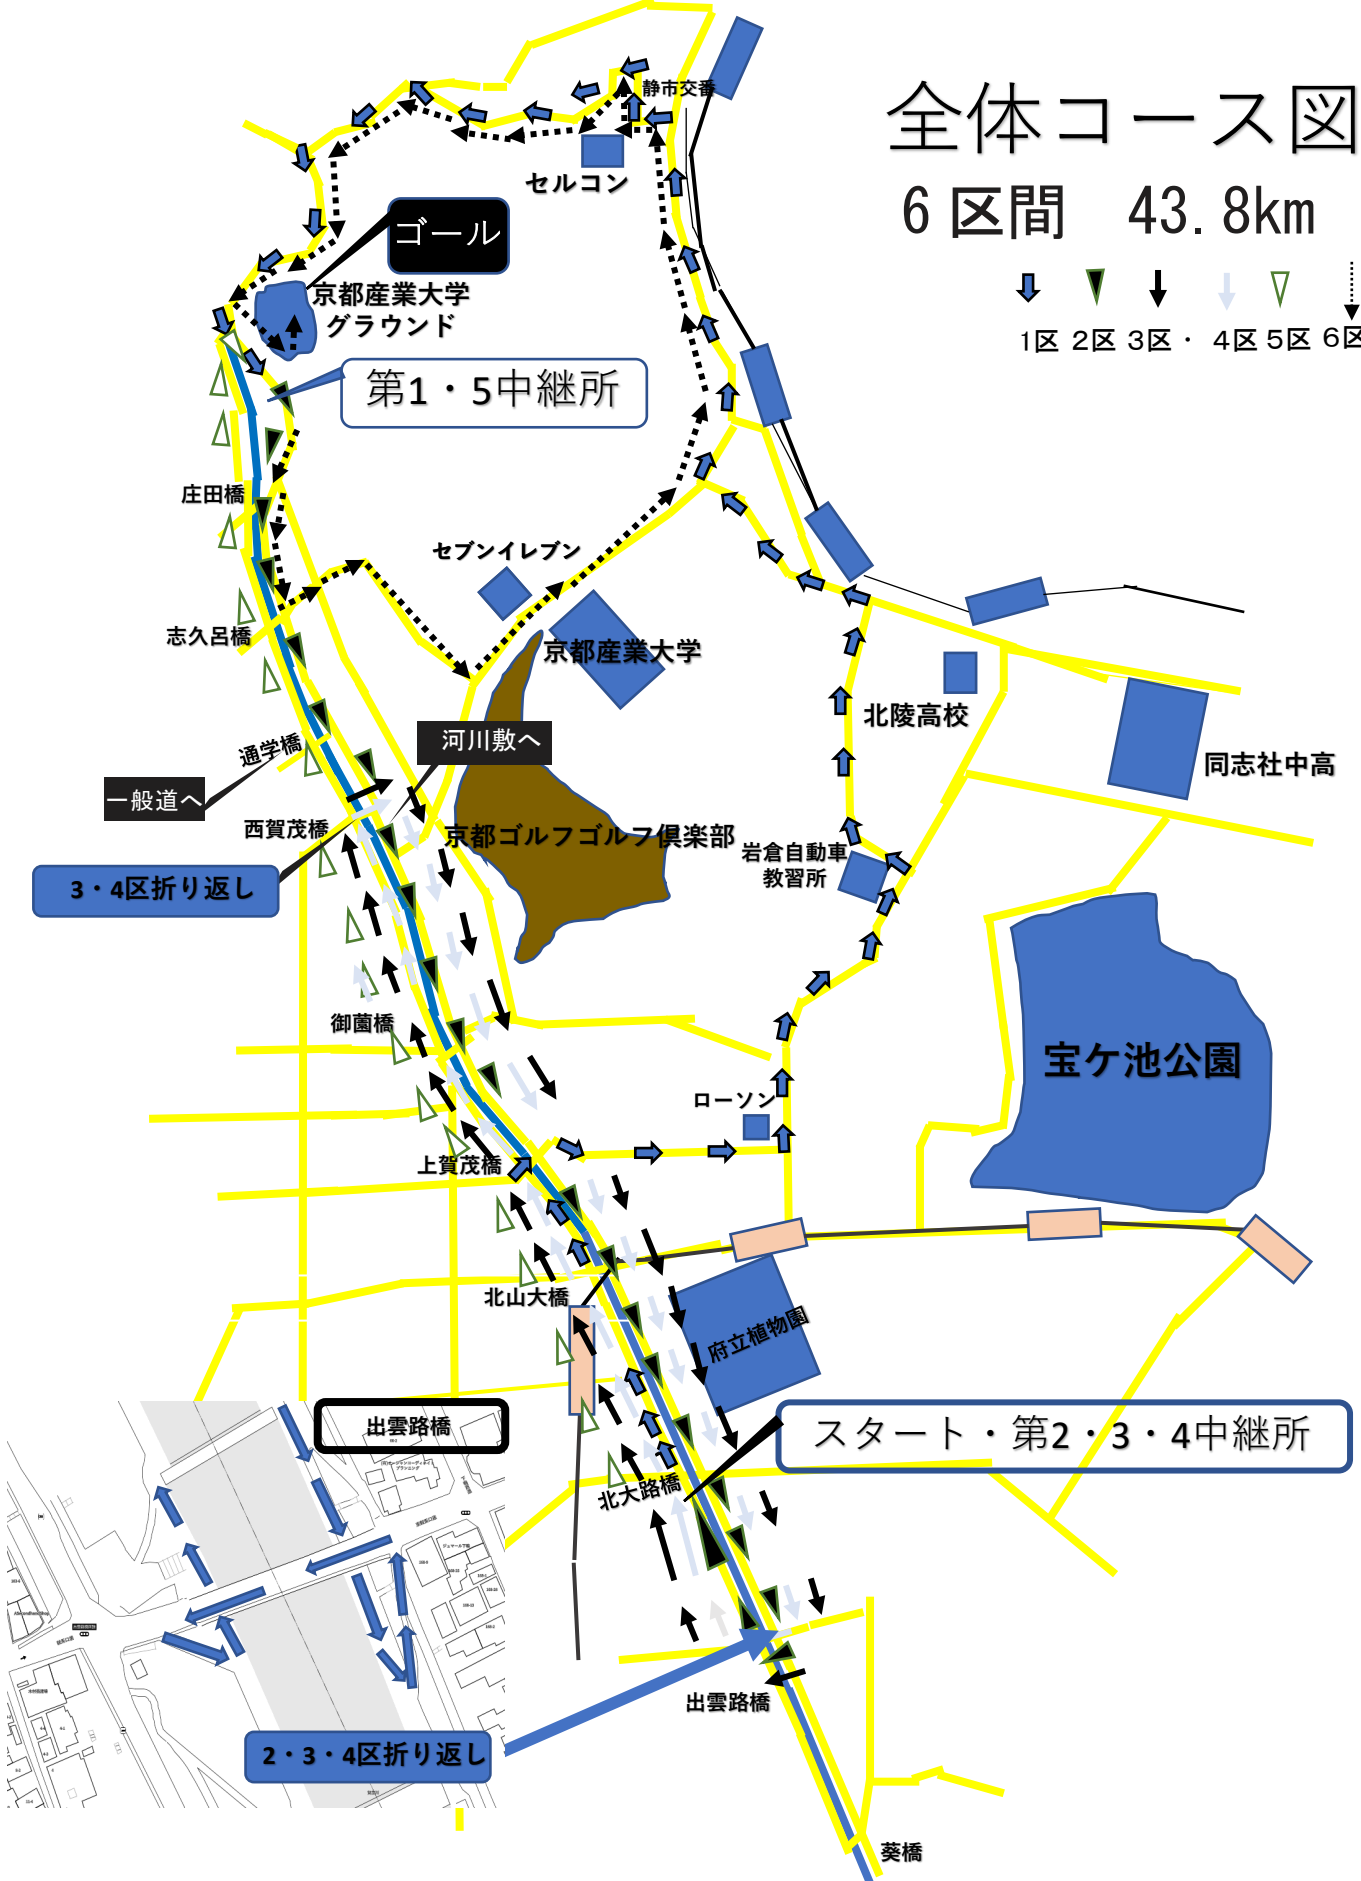 全体コース図
6区間　43.8km
1区 2区 3区・ 4区 5区 6区
静市交番
セルコン
ゴール
京都産業大学
グラウンド
第1・5中継所
庄田橋
セブンイレブン
志久呂橋
京都産業大学
北陵高校
通学橋
河川敷へ
同志社中高
一般道へ
西賀茂橋
京都ゴルフゴルフ倶楽部
岩倉自動車
教習所
3・4区折り返し
御薗橋
宝ケ池公園
ローソン
上賀茂橋
北山大橋
府立植物園
出雲路橋
スタート・第2・3・4中継所
北大路橋
出雲路橋
2・3・4区折り返し
葵橋